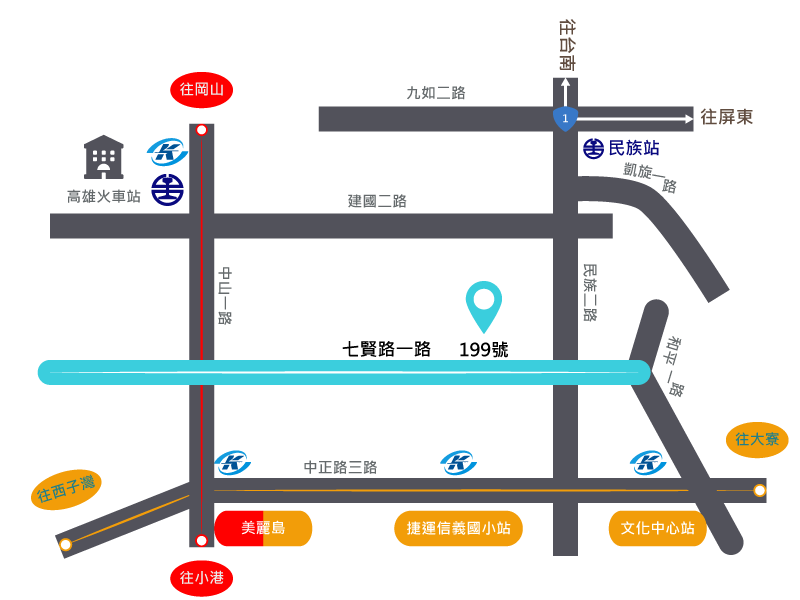 往台南
往岡山
九如二路
1
往屏東
民族站
凱旋一路
高雄火車站
建國二路
中山一路
民族二路
七賢路一路
199號
和平一路
往大寮
中正路三路
往西子灣
美麗島
捷運信義國小站
文化中心站
往小港